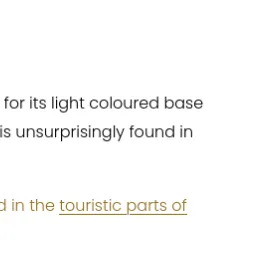 for its light coloured base
is unsurprisingly found in
d in the touristic parts of